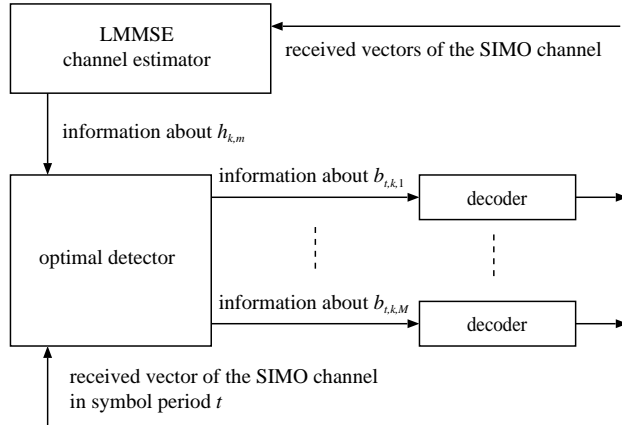 LMMSE
channel estimator
received vectors of the SIMO channel
information about h_{k,m}
information about b_{t,k,1}
decoder
optimal detector
information about b_{t,k,M}
decoder
received vector of the SIMO channel
in symbol period t